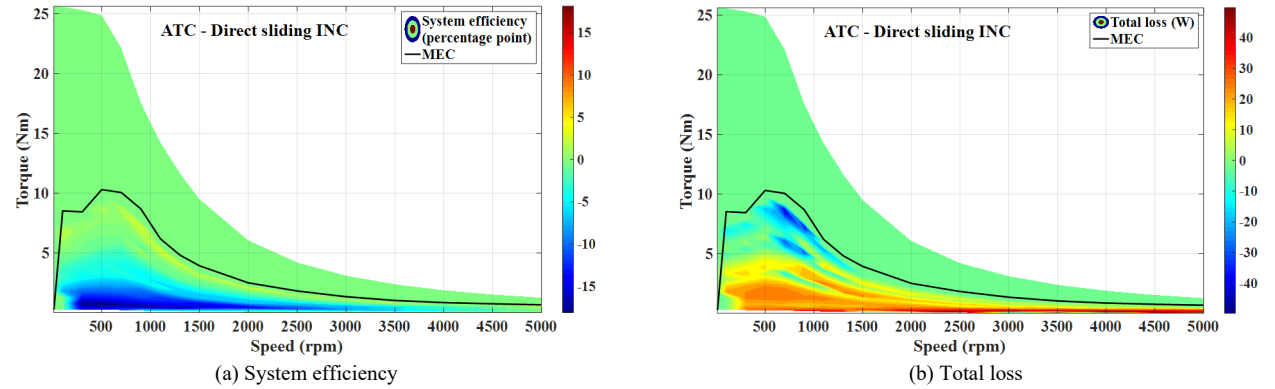 ATC - Direct sliding INC
System efficiency
(percentage point)
MEC
25
20
15
10
5
Torque (Nm)
500 1000 1500 2000 2500 3000 3500 4000 4500 5000
Speed (rpm)
15
10
5
0
-5
-10
-15
(a) System efficiency
ATC - Direct sliding INC
Total loss (W)
MEC
25
20
15
10
5
Torque (Nm)
500 1000 1500 2000 2500 3000 3500 4000 4500 5000
Speed (rpm)
40
30
20
10
0
-10
-20
-30
-40
(b) Total loss